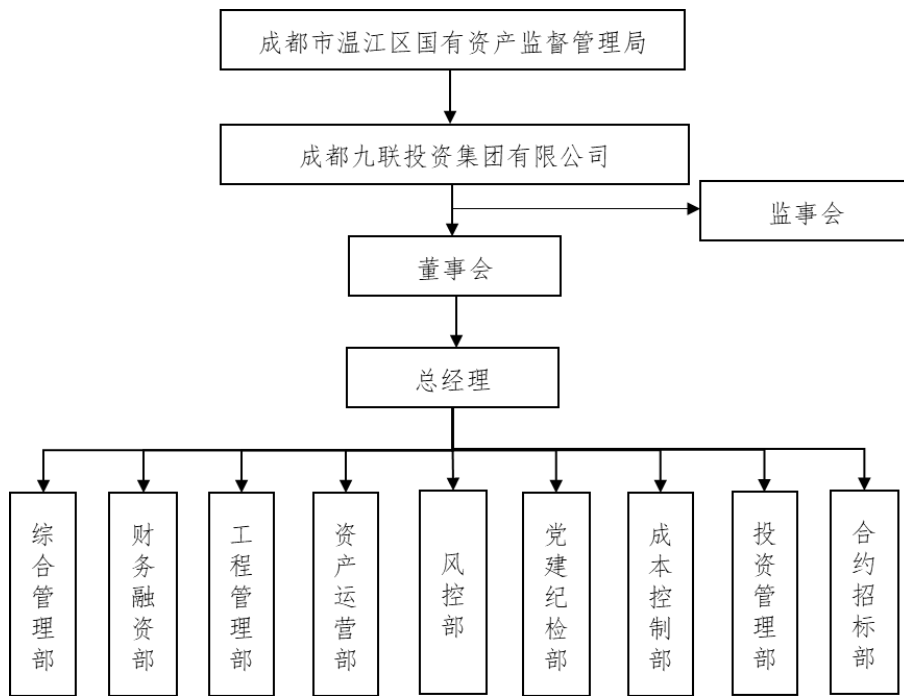 成都市温江区国有资产监督管理局
成都九联投资集团有限公司
监事会
董事会
总经理
综合管理部
财务融资部
工程管理部
资产运营部
风控部
党建纪检部
成本控制部
投资管理部
合约招标部